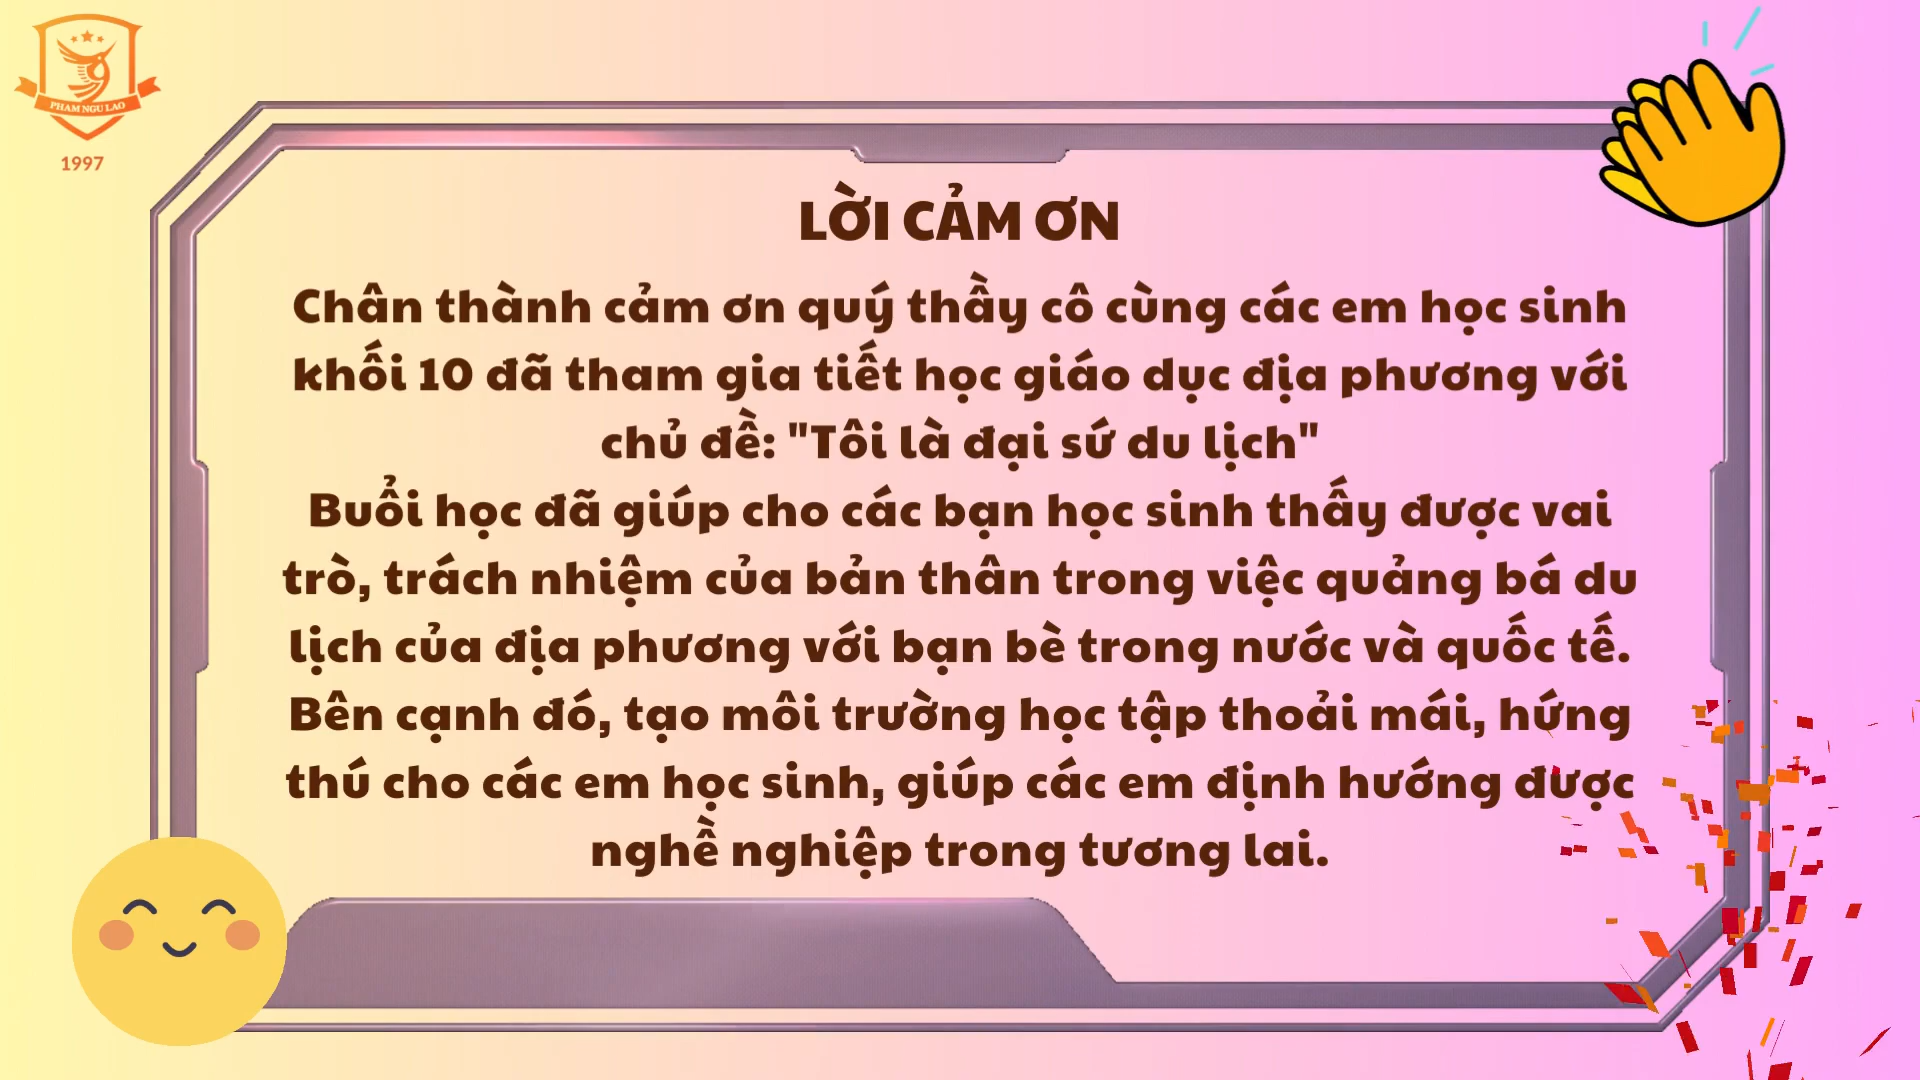 PHAM NGU LAO
1997
LỜI CẢM ƠN
Chân thành cảm ơn quý thầy cô cùng các em học sinh
khối 10 đã tham gia tiết học giáo dục địa phương với
chủ đề: "Tôi là đại sứ du lịch"
Buổi học đã giúp cho các bạn học sinh thấy được vai
trò, trách nhiệm của bản thân trong việc quảng bá du
lịch của địa phương với bạn bè trong nước và quốc tế.
Bên cạnh đó, tạo môi trường học tập thoải mái, hứng
thú cho các em học sinh, giúp các em định hướng được
nghề nghiệp trong tương lai.